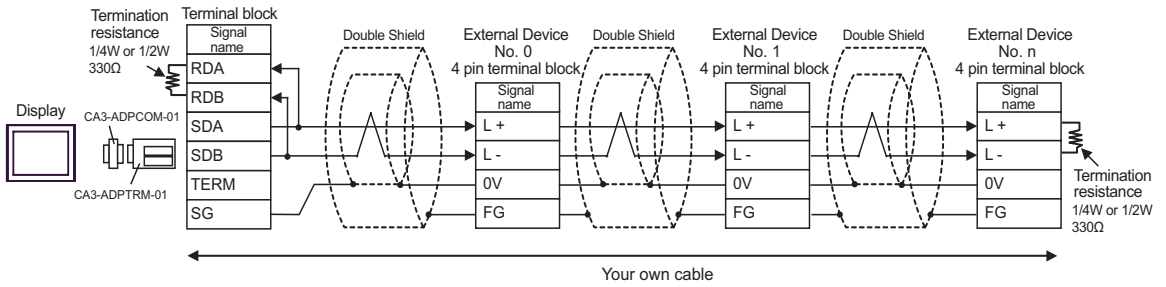 Termination
resistance
1/4W or 1/2W
330Ω
Terminal block
Signal
name
RDA
RDB
SDA
SDB
TERM
SG
Display
CA3-ADPCOM-01
CA3-ADPTRM-01
Double Shield
External Device
No. 0
4 pin terminal block
Signal
name
L +
L -
0V
FG
Double Shield
External Device
No. 1
4 pin terminal block
Signal
name
L +
L -
0V
FG
Double Shield
External Device
No. n
4 pin terminal block
Signal
name
L +
L -
0V
FG
Termination
resistance
1/4W or 1/2W
330Ω
Your own cable